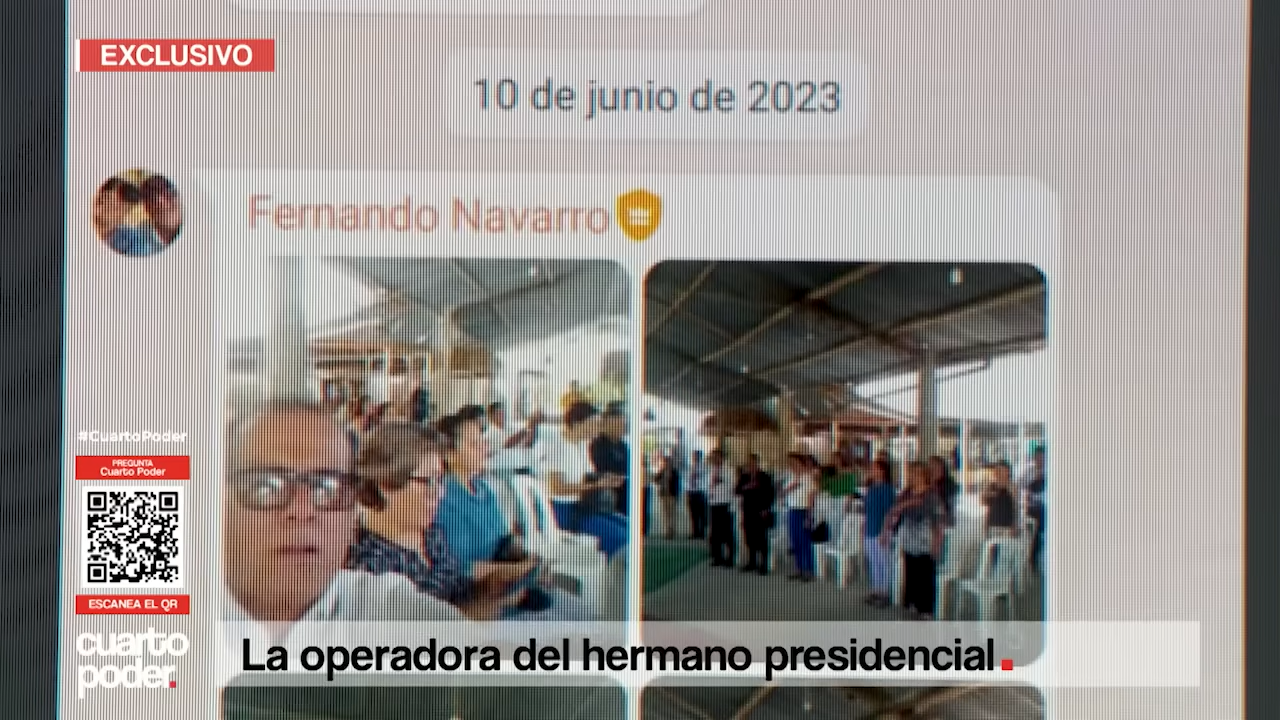 EXCLUSIVO
10 de junio de 2023
Fernando Navarro
#CuartoPoder
PREGUNTA
Cuarto Poder
ESCANEA EL QR
cuarto
poder.
La operadora del hermano presidencial.